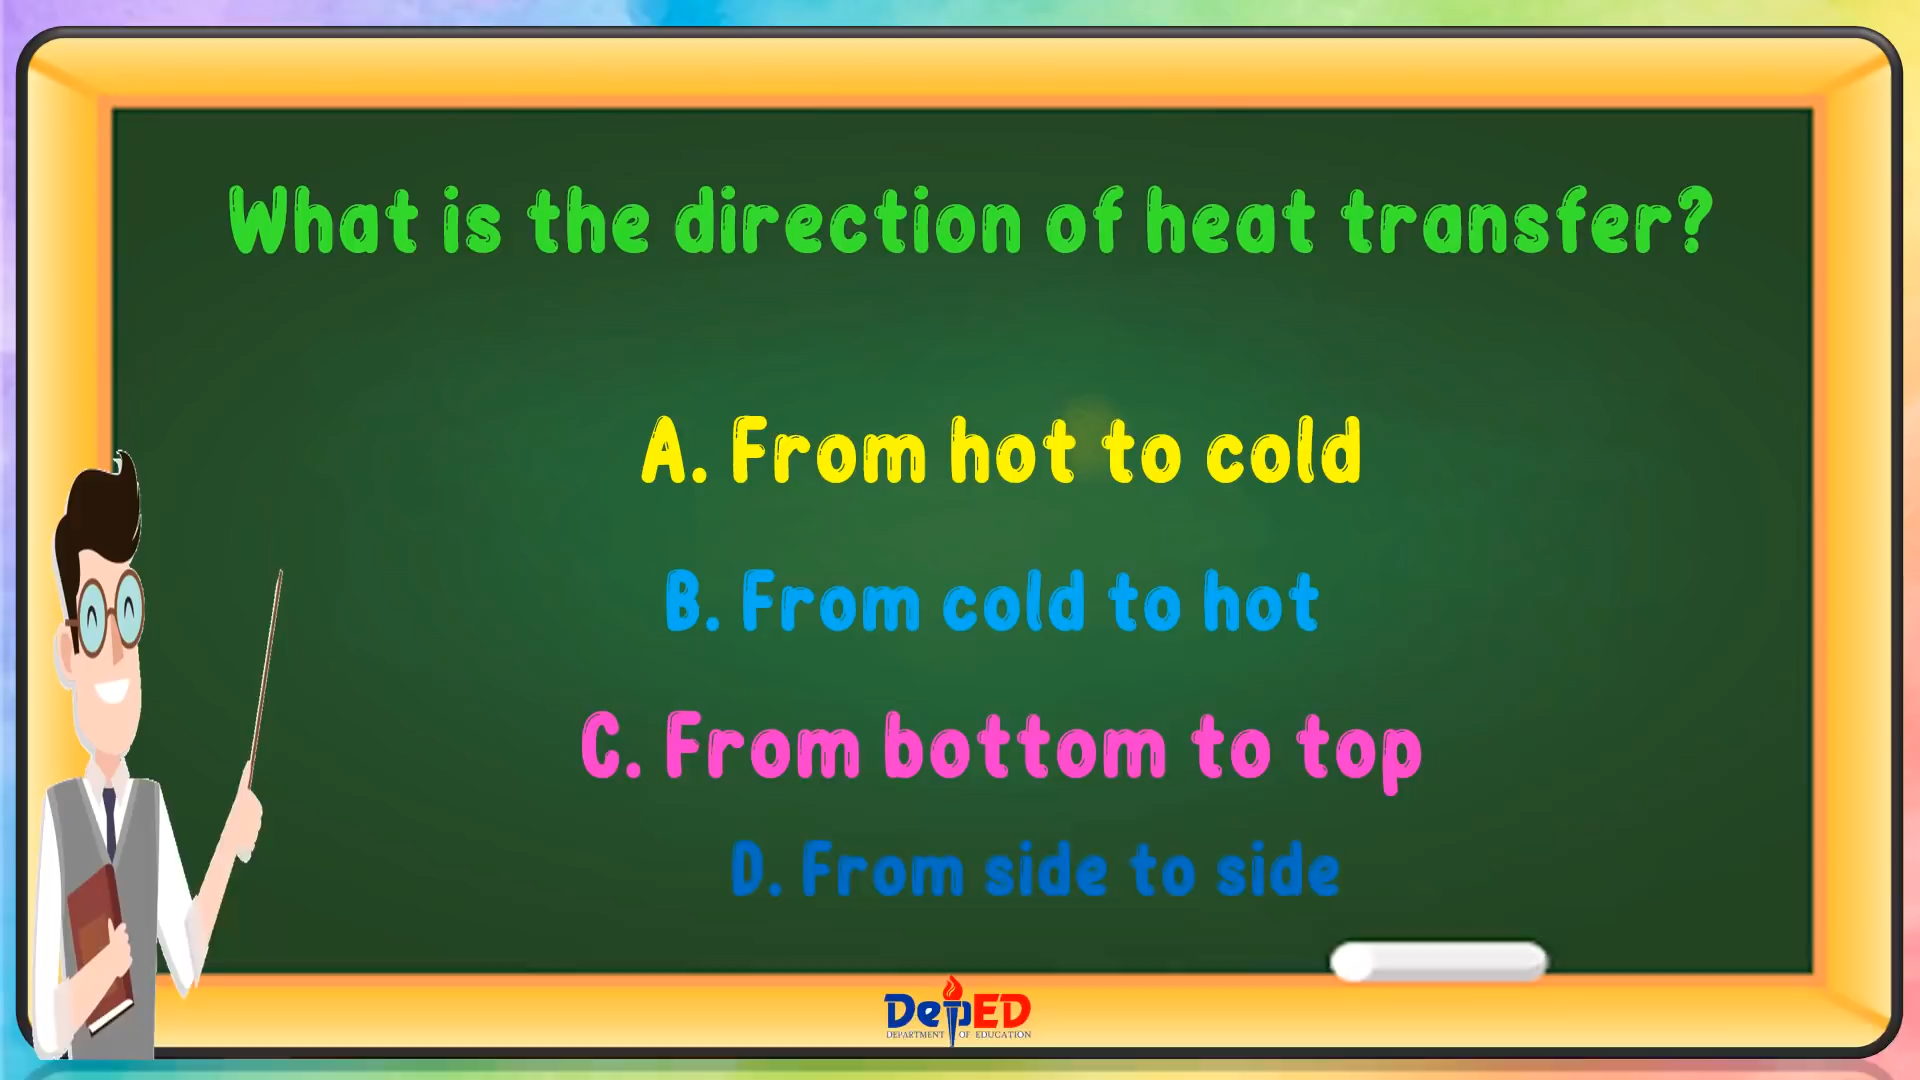 What is the direction of heat transfer?
A. From hot to cold
B. From cold to hot
C. From bottom to top
D. From side to side
DepED
DEPARTMENT OF EDUCATION